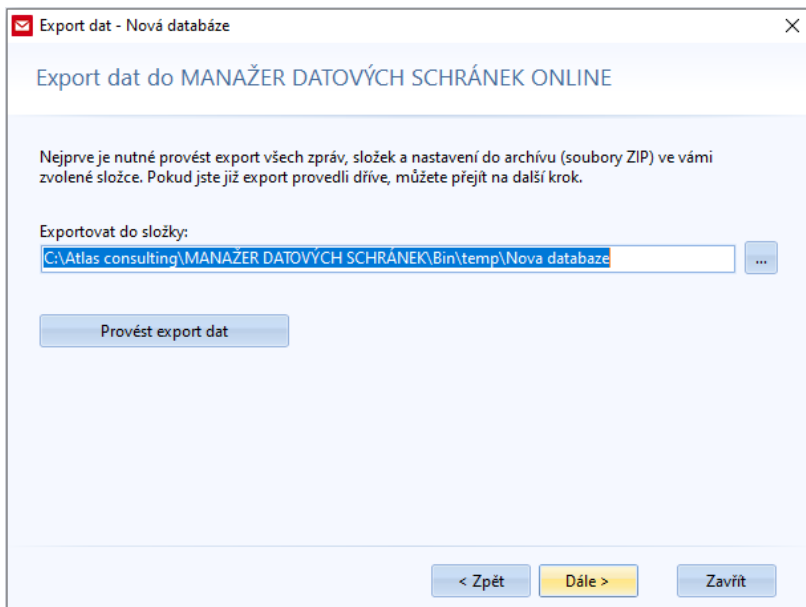 Export dat - Nová databáze
Export dat do MANAŽER DATOVÝCH SCHRÁNEK ONLINE
Nejprve je nutné provést export všech zpráv, složek a nastavení do archívu (soubory ZIP) ve vámi
zvolené složce. Pokud jste již export provedli dříve, můžete přejít na další krok.
Exportovat do složky:
C:\Atlas consulting\MANAŽER DATOVÝCH SCHRÁNEK\Bin\temp\Nova databaze
...
Provést export dat
< Zpět
Dále >
Zavřít